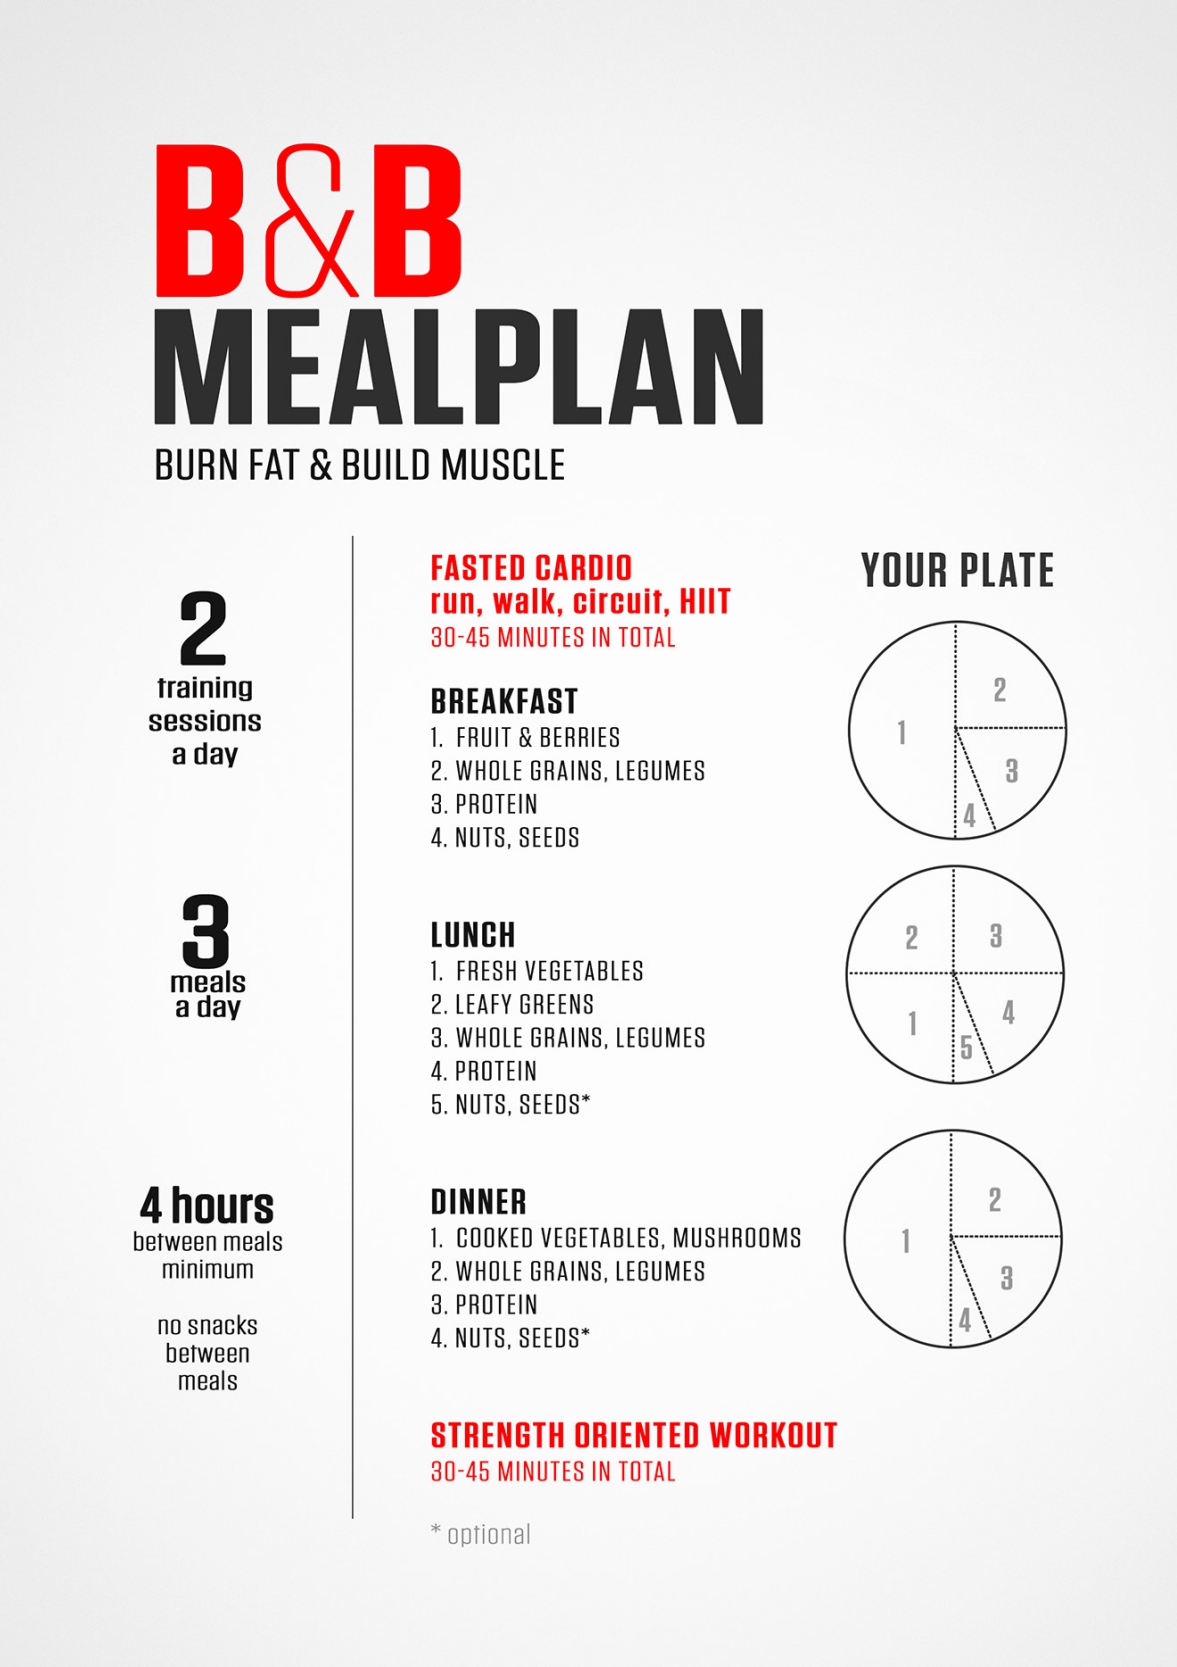 B&B
MEALPLAN
BURN FAT & BUILD MUSCLE
2
training
sessions
a day
3
meals
a day
4 hours
between meals
minimum
no snacks
between
meals
FASTED CARDIO
run, walk, circuit, HIIT
30-45 MINUTES IN TOTAL
BREAKFAST
1. FRUIT & BERRIES
2. WHOLE GRAINS, LEGUMES
3. PROTEIN
4. NUTS, SEEDS
LUNCH
1. FRESH VEGETABLES
2. LEAFY GREENS
3. WHOLE GRAINS, LEGUMES
4. PROTEIN
5. NUTS, SEEDS*
DINNER
1. COOKED VEGETABLES, MUSHROOMS
2. WHOLE GRAINS, LEGUMES
3. PROTEIN
4. NUTS, SEEDS*
STRENGTH ORIENTED WORKOUT
30-45 MINUTES IN TOTAL
* optional
YOUR PLATE
2
1
3
4
2 3
1 4
5
2
1
3
4